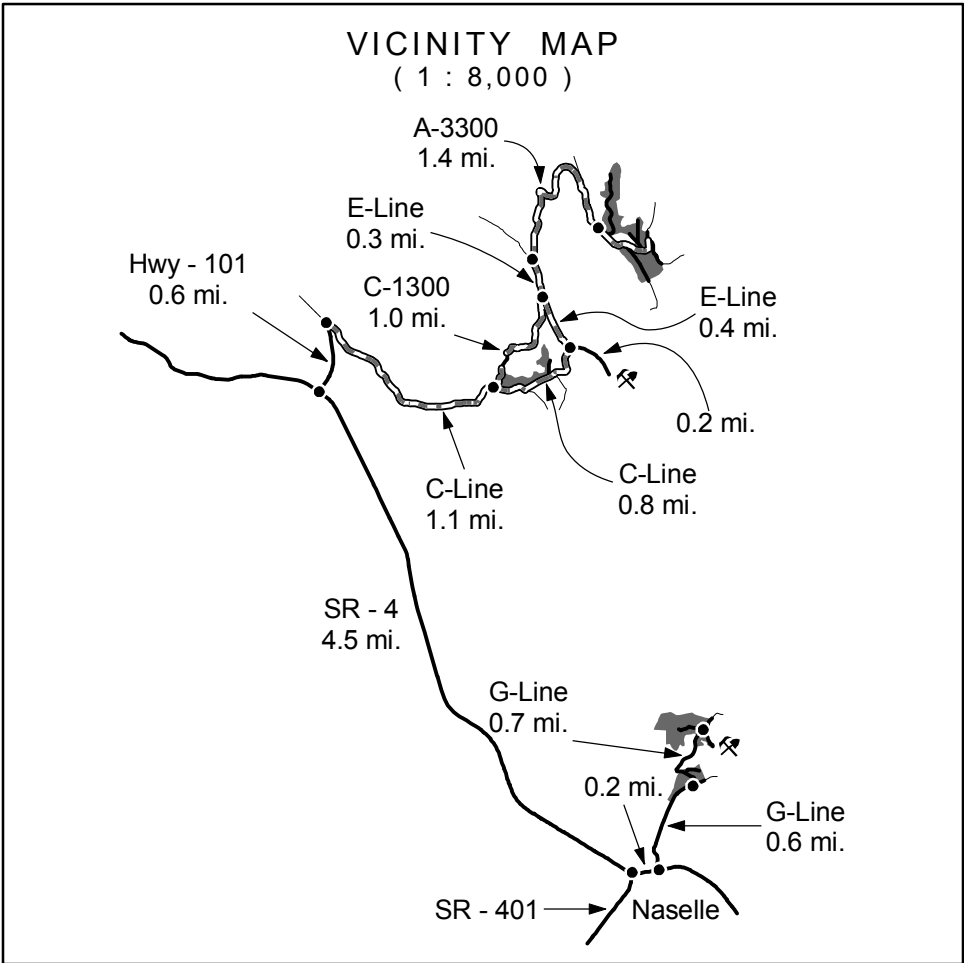 VICINITY MAP
( 1 : 8,000 )
A-3300
1.4 mi.
E-Line
0.3 mi.
Hwy - 101
0.6 mi.
C-1300
1.0 mi.
E-Line
0.4 mi.
0.2 mi.
C-Line
0.8 mi.
C-Line
1.1 mi.
SR - 4
4.5 mi.
G-Line
0.7 mi.
0.2 mi.
G-Line
0.6 mi.
SR - 401
Naselle